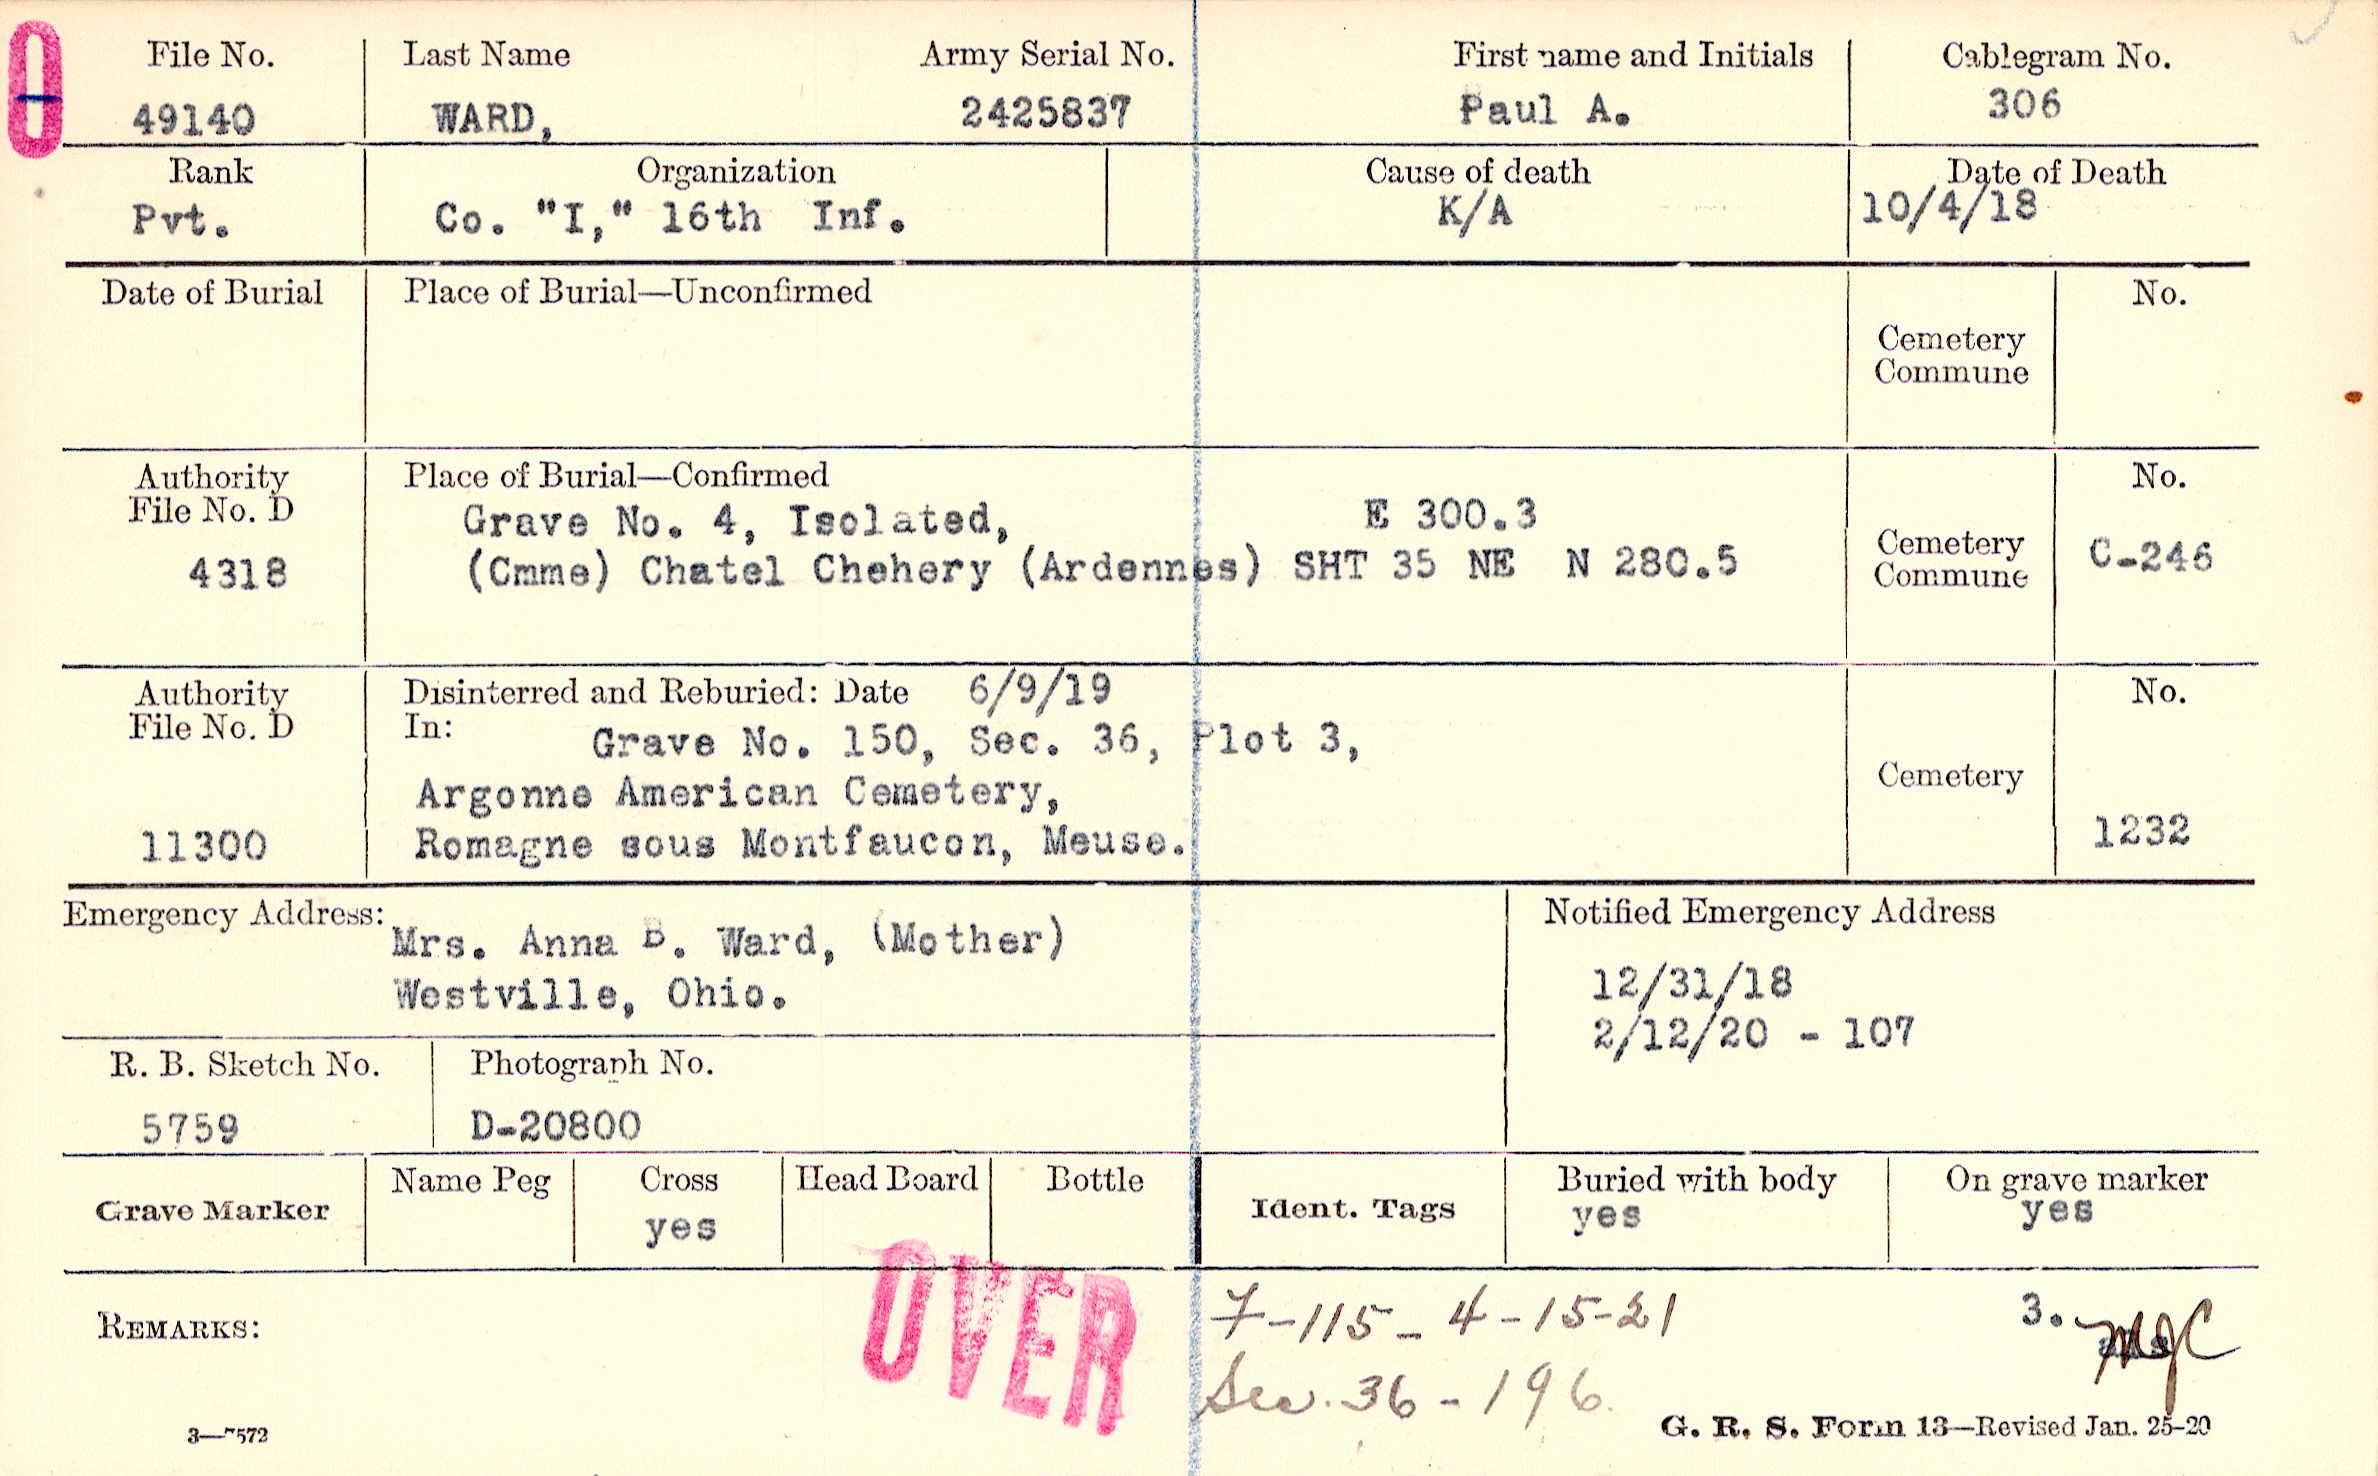 O
File No. Last Name Army Serial No. First name and Initials Cablegram No.
49140 WARD, 2425837 Paul A. 306
Rank Organization Cause of death Date of Death
Pvt. Co. "I," 16th Inf. K/A 10/4/18
Date of Burial Place of Burial—Unconfirmed No.
Cemetery
Commune
Authority Place of Burial—Confirmed No.
File No. D Grave No. 4, Isolated, E 300.3
4318 (Cmme) Chatel Chehery (Ardennes) SHT 35 NE N 280.5 Cemetery C-246
Commune
Authority Disinterred and Reburied: Date 6/9/19 No.
File No. D In: Grave No. 150, Sec. 36, Plot 3,
Argonne American Cemetery, Cemetery
11300 Romagne sous Montfaucon, Meuse. 1232
Emergency Address: Notified Emergency Address
Mrs. Anna B. Ward, (Mother)
Westville, Ohio. 12/31/18
2/12/20 - 107
R. B. Sketch No. Photograph No.
5759 D-20800
Grave Marker Name Peg Cross Head Board Bottle Ident. Tags Buried with body On grave marker
yes yes yes
OVER
REMARKS: 7-115- 4-15-21 3. MJC
Sec. 36-196.
3—7572 G. R. S. Form 13—Revised Jan. 25-20